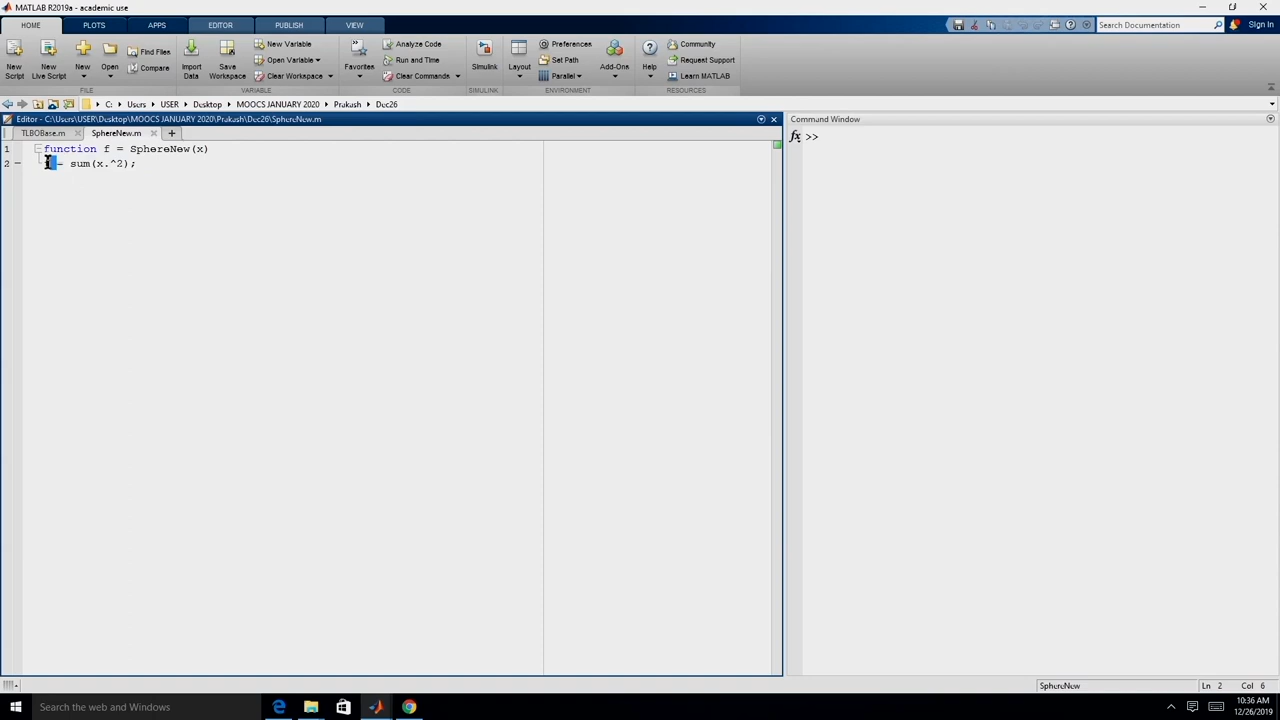 MATLAB R2019a - academic use
HOME PLOTS APPS EDITOR PUBLISH VIEW Search Documentation Sign In
New Script New Live Script New Open Find Files Compare Import Data Save Workspace New Variable Open Variable Clear Workspace Favorites Analyze Code Run and Time Clear Commands Simulink Layout Preferences Set Path Parallel Add-Ons Help Community Request Support Learn MATLAB
FILE VARIABLE CODE SIMULINK ENVIRONMENT RESOURCES
C: Users USER Desktop MOOCS JANUARY 2020 Prakash Dec26
Editor - C:\Users\USER\Desktop\MOOCS JANUARY 2020\Prakash\Dec26\SphereNew.m
Command Window
TLBOBase.m SphereNew.m
fx >>
1 function f = SphereNew(x)
2 = sum(x.^2);
SphereNew Ln 2 Col 6
Search the web and Windows
10:36 AM
12/26/2019